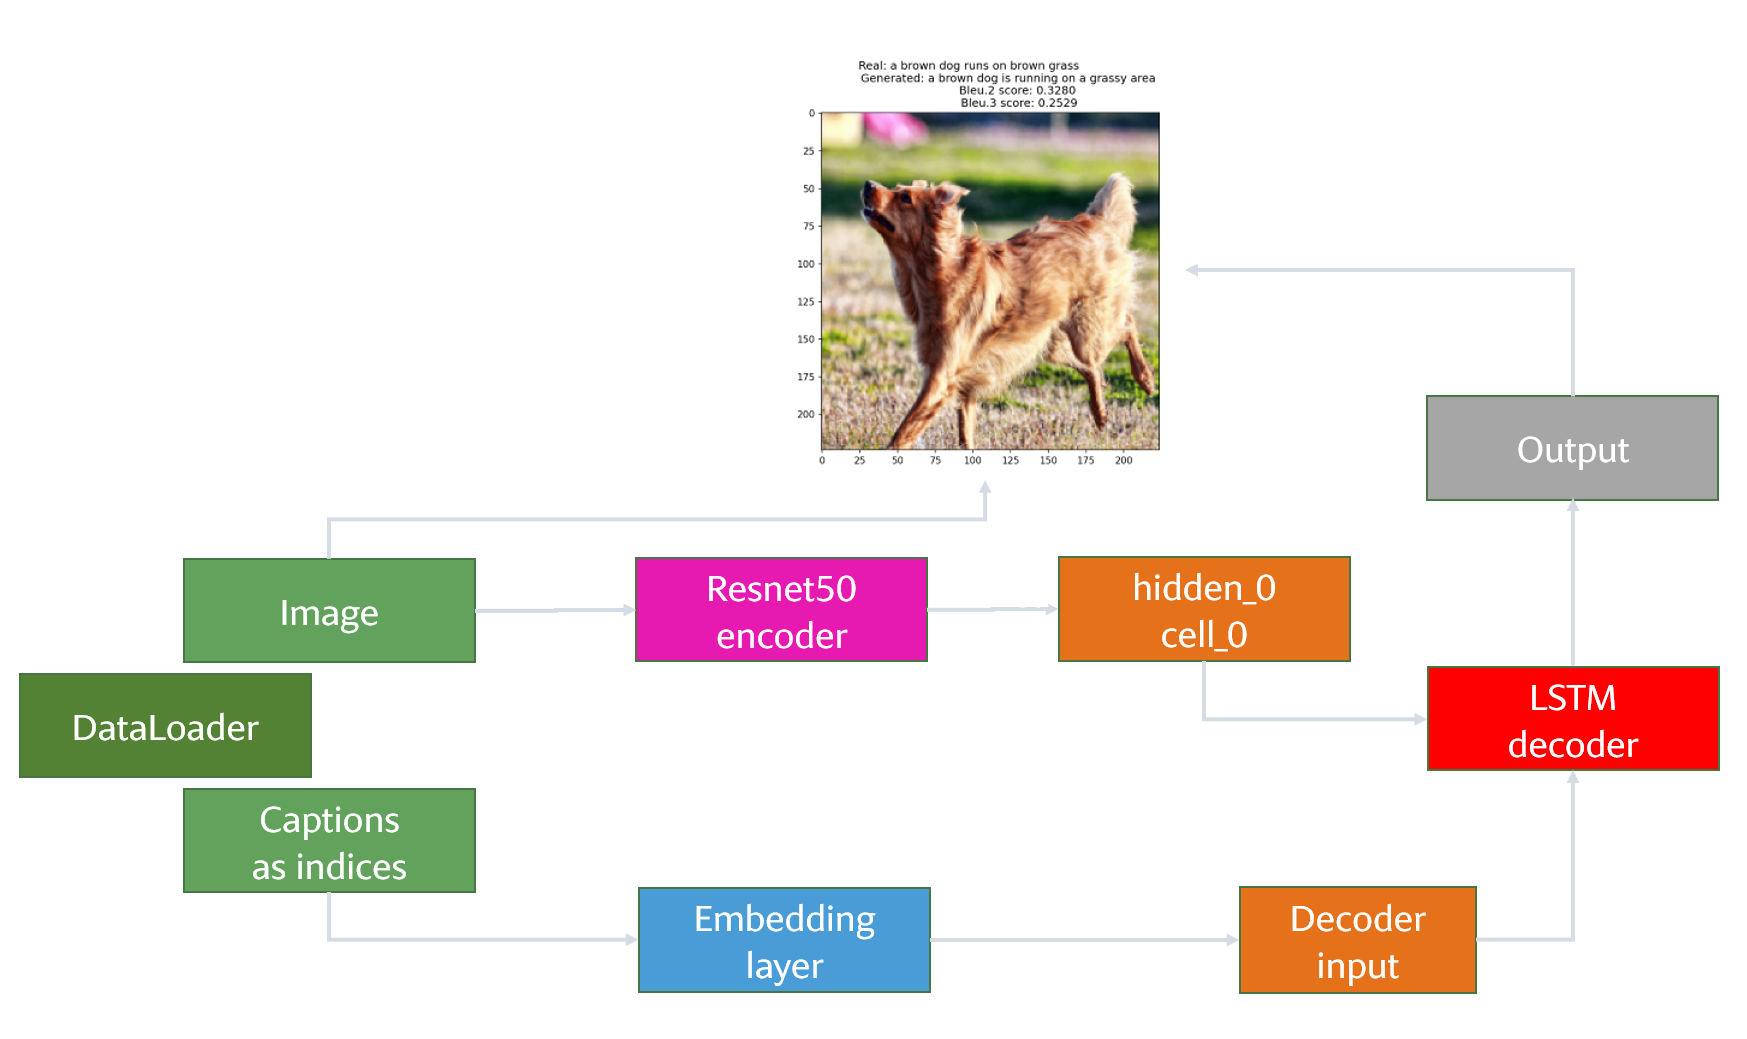 Real: a brown dog runs on brown grass
Generated: a brown dog is running on a grassy area
Bleu.2 score: 0.3280
Bleu.3 score: 0.2529
0
25
50
75
100
125
150
175
200
0 25 50 75 100 125 150 175 200
Output
Image
Resnet50
encoder
hidden_0
cell_0
DataLoader
LSTM
decoder
Captions
as indices
Embedding
layer
Decoder
input